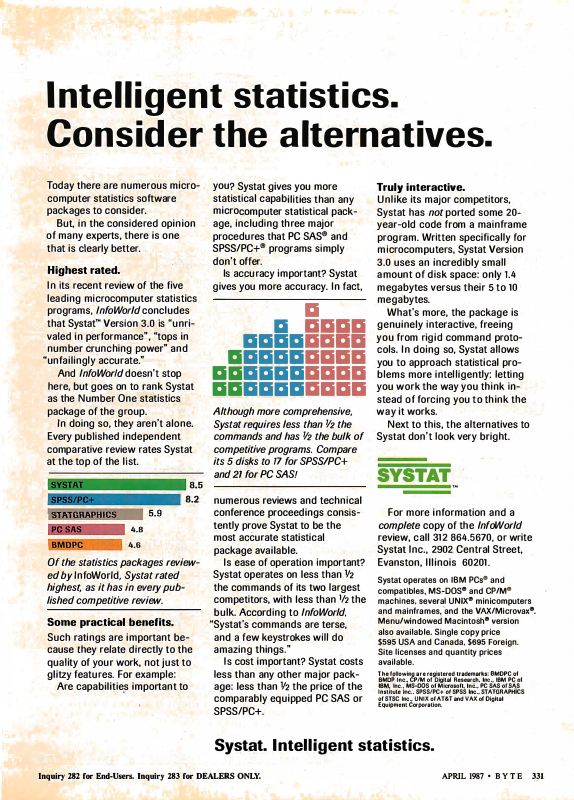 Intelligent statistics.
Consider the alternatives.
Today there are numerous micro-
computer statistics software
packages to consider.
But, in the considered opinion
of many experts, there is one
that is clearly better.
Highest rated.
In its recent review of the five
leading microcomputer statistics
programs, InfoWorld concludes
that Systat™ Version 3.0 is "unri-
valed in performance", "tops in
number crunching power" and
"unfailingly accurate."
And InfoWorld doesn't stop
here, but goes on to rank Systat
as the Number One statistics
package of the group.
In doing so, they aren't alone.
Every published independent
comparative review rates Systat
at the top of the list.
SYSTAT 8.5
SPSS/PC+ 8.2
STATGRAPHICS 5.9
PC SAS 4.8
BMDPC 4.6
Of the statistics packages review-
ed by InfoWorld, Systat rated
highest, as it has in every pub-
lished competitive review.
Some practical benefits.
Such ratings are important be-
cause they relate directly to the
quality of your work, not just to
glitzy features. For example:
Are capabilities important to
you? Systat gives you more
statistical capabilities than any
microcomputer statistical pack-
age, including three major
procedures that PC SAS® and
SPSS/PC+® programs simply
don't offer.
Is accuracy important? Systat
gives you more accuracy. In fact,
Although more comprehensive,
Systat requires less than ½ the
commands and has ½ the bulk of
competitive programs. Compare
its 5 disks to 17 for SPSS/PC+
and 21 for PC SAS!
numerous reviews and technical
conference proceedings consis-
tently prove Systat to be the
most accurate statistical
package available.
Is ease of operation important?
Systat operates on less than ½
the commands of its two largest
competitors, with less than ½ the
bulk. According to InfoWorld,
"Systat's commands are terse,
and a few keystrokes will do
amazing things."
Is cost important? Systat costs
less than any other major pack-
age: less than ½ the price of the
comparably equipped PC SAS or
SPSS/PC+.
Truly interactive.
Unlike its major competitors,
Systat has not ported some 20-
year-old code from a mainframe
program. Written specifically for
microcomputers, Systat Version
3.0 uses an incredibly small
amount of disk space: only 1.4
megabytes versus their 5 to 10
megabytes.
What's more, the package is
genuinely interactive, freeing
you from rigid command proto-
cols. In doing so, Systat allows
you to approach statistical pro-
blems more intelligently: letting
you work the way you think in-
stead of forcing you to think the
way it works.
Next to this, the alternatives to
Systat don't look very bright.
SYSTAT™
For more information and a
complete copy of the InfoWorld
review, call 312 864.5670, or write
Systat Inc., 2902 Central Street,
Evanston, Illinois 60201.
Systat operates on IBM PCs® and
compatibles, MS-DOS® and CP/M®
machines, several UNIX® minicomputers
and mainframes, and the VAX/Microvax®.
Menu/windowed Macintosh® version
also available. Single copy price
$595 USA and Canada, $695 Foreign.
Site licenses and quantity prices
available.
The following are registered trademarks: BMDPC of
BMDP Inc., CP/M of Digital Research, Inc., IBM PC of
IBM, Inc., MS-DOS of Microsoft, Inc., PC SAS of SAS
Institute Inc., SPSS/PC+ of SPSS Inc., STATGRAPHICS
of STSC Inc., UNIX of AT&T and VAX of Digital
Equipment Corporation.
Systat. Intelligent statistics.
Inquiry 282 for End-Users. Inquiry 283 for DEALERS ONLY.
APRIL 1987 • BYTE 331